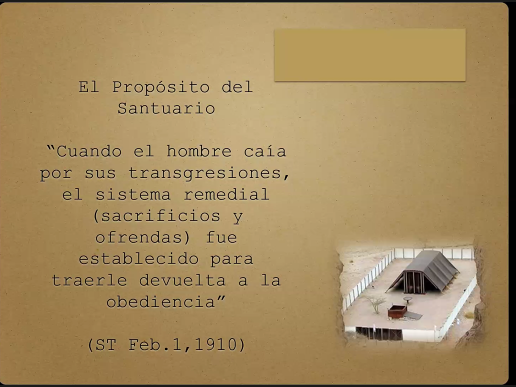 El Propósito del
Santuario
“Cuando el hombre caía
por sus transgresiones,
el sistema remedial
(sacrificios y
ofrendas) fue
establecido para
traerle devuelta a la
obediencia”
(ST Feb.1,1910)